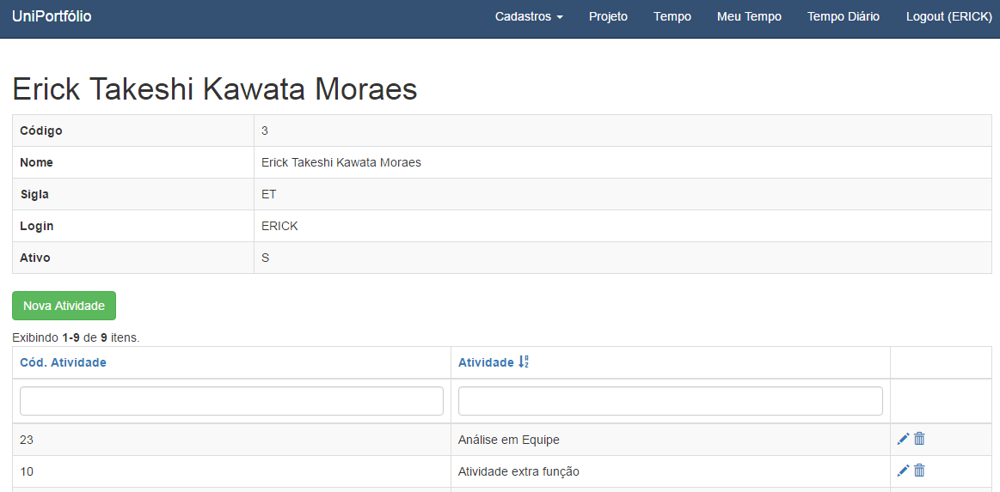 UniPortfólio Cadastros Projeto Tempo Meu Tempo Tempo Diário Logout (ERICK)
Erick Takeshi Kawata Moraes
Código 3
Nome Erick Takeshi Kawata Moraes
Sigla ET
Login ERICK
Ativo S
Nova Atividade
Exibindo 1-9 de 9 itens.
Cód. Atividade Atividade
23 Análise em Equipe
10 Atividade extra função